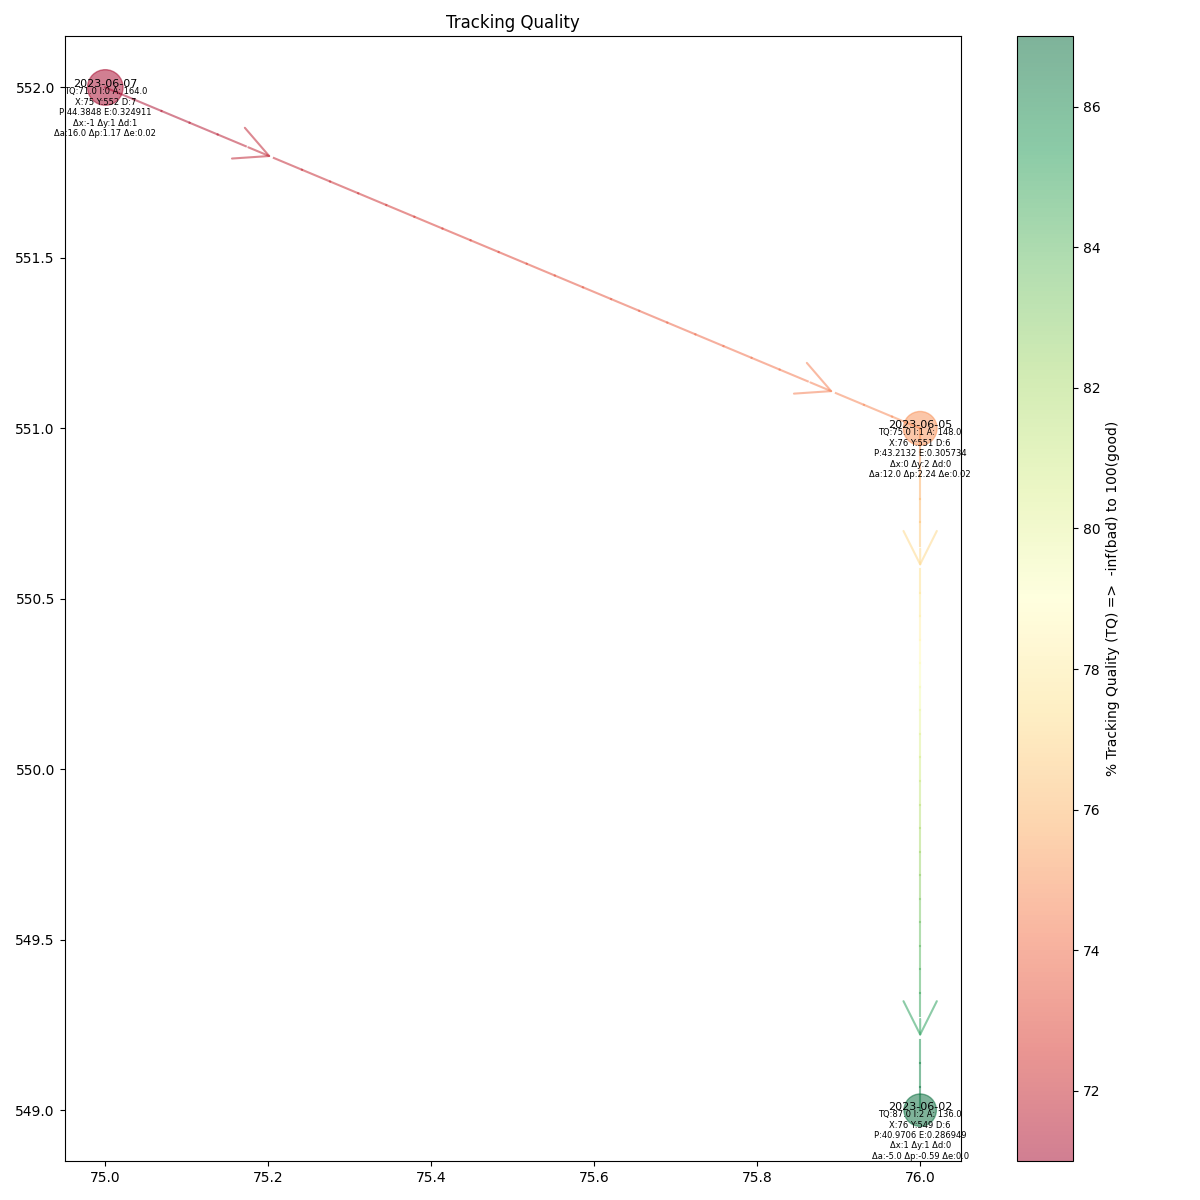 Tracking Quality
552.0
551.5
551.0
550.5
550.0
549.5
549.0
75.0 75.2 75.4 75.6 75.8 76.0
2023-06-07
TQ:71.0 I:0 A: 164.0
X:75 Y:552 D:7
P:44.3848 E:0.324911
Δx:-1 Δy:1 Δd:1
Δa:16.0 Δp:1.17 Δe:0.02
2023-06-05
TQ:75.0 I:1 A: 148.0
X:76 Y:551 D:6
P:43.2132 E:0.305734
Δx:0 Δy:2 Δd:0
Δa:12.0 Δp:2.24 Δe:0.02
2023-06-02
TQ:87.0 I:2 A: 136.0
X:76 Y:549 D:6
P:40.9706 E:0.286949
Δx:1 Δy:1 Δd:0
Δa:-5.0 Δp:-0.59 Δe:0.0
86
84
82
80
78
76
74
72
% Tracking Quality (TQ) => -inf(bad) to 100(good)